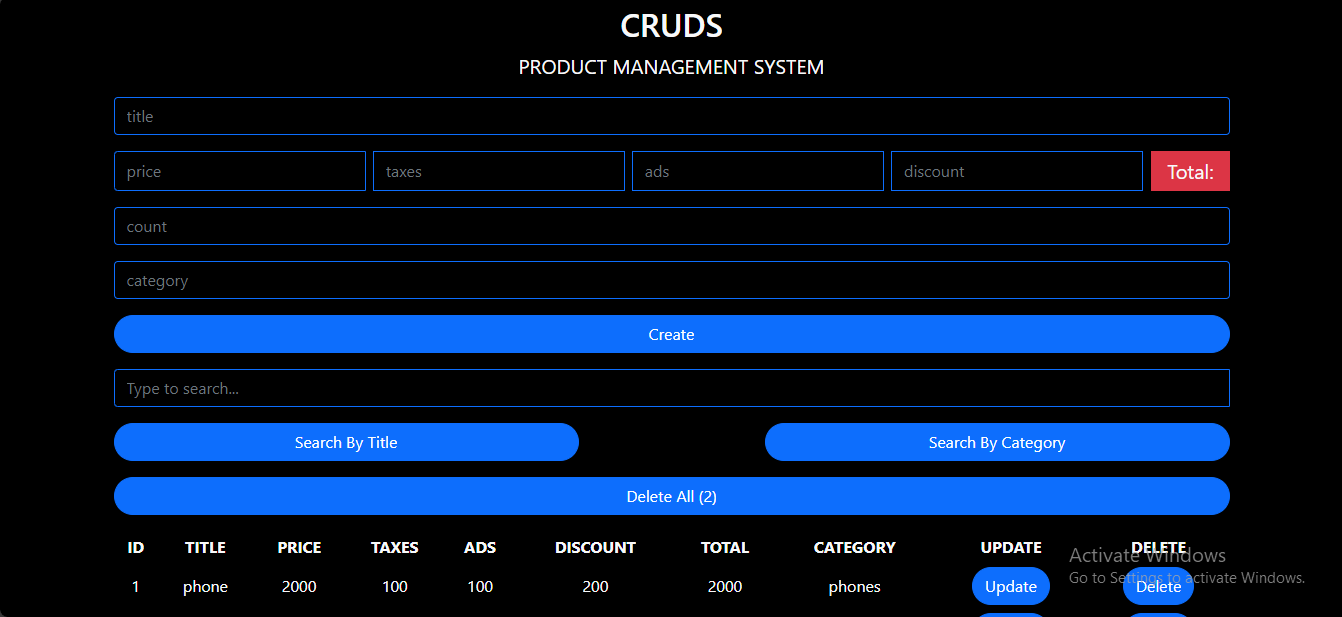 CRUDS
PRODUCT MANAGEMENT SYSTEM
title
price taxes ads discount Total:
count
category
Create
Type to search...
Search By Title Search By Category
Delete All (2)
ID TITLE PRICE TAXES ADS DISCOUNT TOTAL CATEGORY UPDATE DELETE
1 phone 2000 100 100 200 2000 phones Update Delete
Activate Windows
Go to Settings to activate Windows.